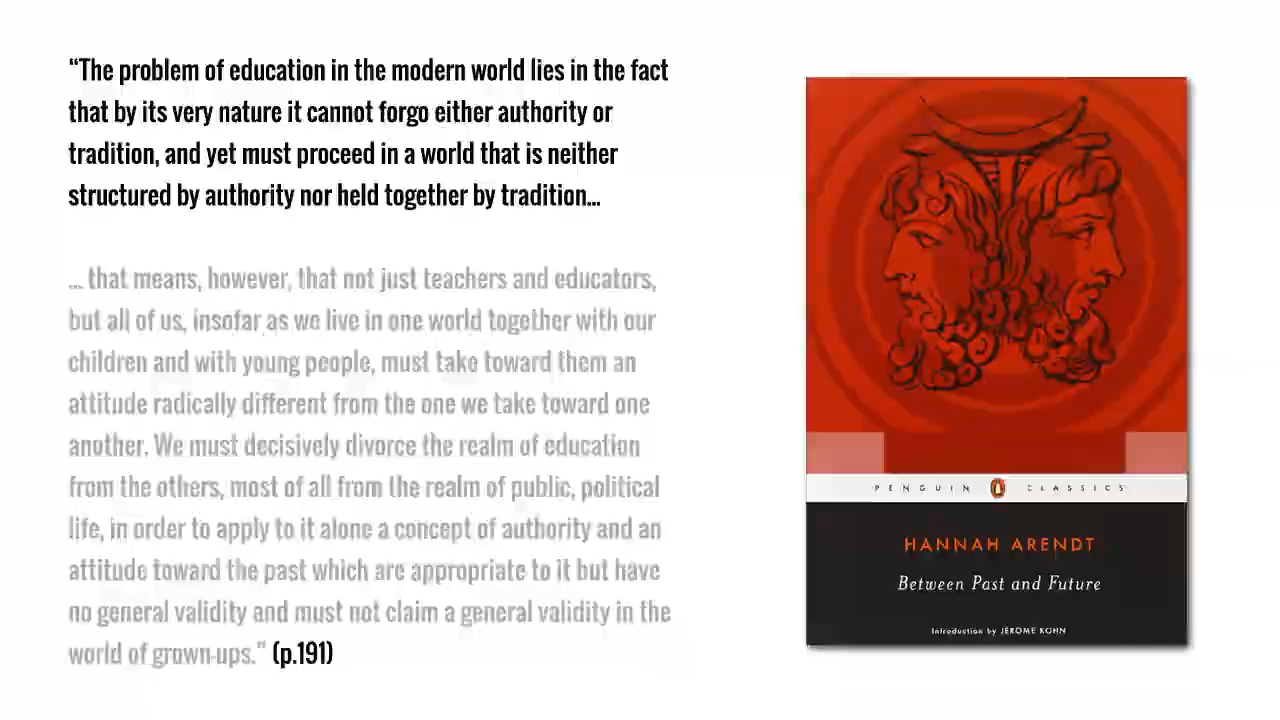 “The problem of education in the modern world lies in the fact
that by its very nature it cannot forgo either authority or
tradition, and yet must proceed in a world that is neither
structured by authority nor held together by tradition...
... that means, however, that not just teachers and educators,
but all of us, insofar as we live in one world together with our
children and with young people, must take toward them an
attitude radically different from the one we take toward one
another. We must decisively divorce the realm of education
from the others, most of all from the realm of public, political
life, in order to apply to it alone a concept of authority and an
attitude toward the past which are appropriate to it but have
no general validity and must not claim a general validity in the
world of grown-ups.” (p.191)
PENGUIN CLASSICS
HANNAH ARENDT
Between Past and Future
Introduction by JEROME KOHN